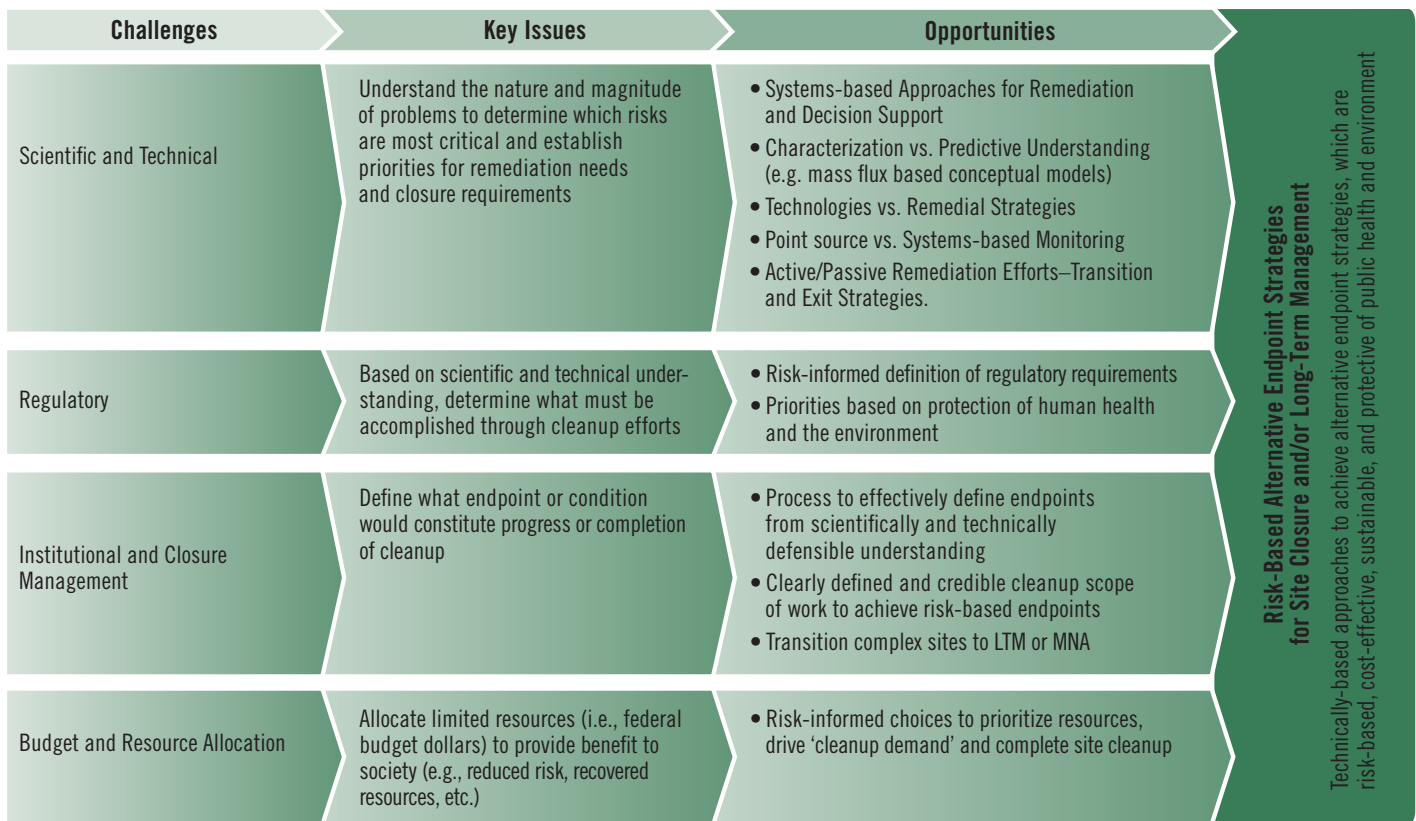 Challenges
Key Issues
Opportunities
Scientific and Technical
Understand the nature and magnitude
of problems to determine which risks
are most critical and establish
priorities for remediation needs
and closure requirements
• Systems-based Approaches for Remediation
and Decision Support
• Characterization vs. Predictive Understanding
(e.g. mass flux based conceptual models)
• Technologies vs. Remedial Strategies
• Point source vs. Systems-based Monitoring
• Active/Passive Remediation Efforts–Transition
and Exit Strategies.
Regulatory
Based on scientific and technical under-
standing, determine what must be
accomplished through cleanup efforts
• Risk-informed definition of regulatory requirements
• Priorities based on protection of human health
and the environment
Institutional and Closure
Management
Define what endpoint or condition
would constitute progress or completion
of cleanup
• Process to effectively define endpoints
from scientifically and technically
defensible understanding
• Clearly defined and credible cleanup scope
of work to achieve risk-based endpoints
• Transition complex sites to LTM or MNA
Budget and Resource Allocation
Allocate limited resources (i.e., federal
budget dollars) to provide benefit to
society (e.g., reduced risk, recovered
resources, etc.)
• Risk-informed choices to prioritize resources,
drive ‘cleanup demand’ and complete site cleanup
Risk-Based Alternative Endpoint Strategies
for Site Closure and/or Long-Term Management
Technically-based approaches to achieve alternative endpoint strategies, which are
risk-based, cost-effective, sustainable, and protective of public health and environment